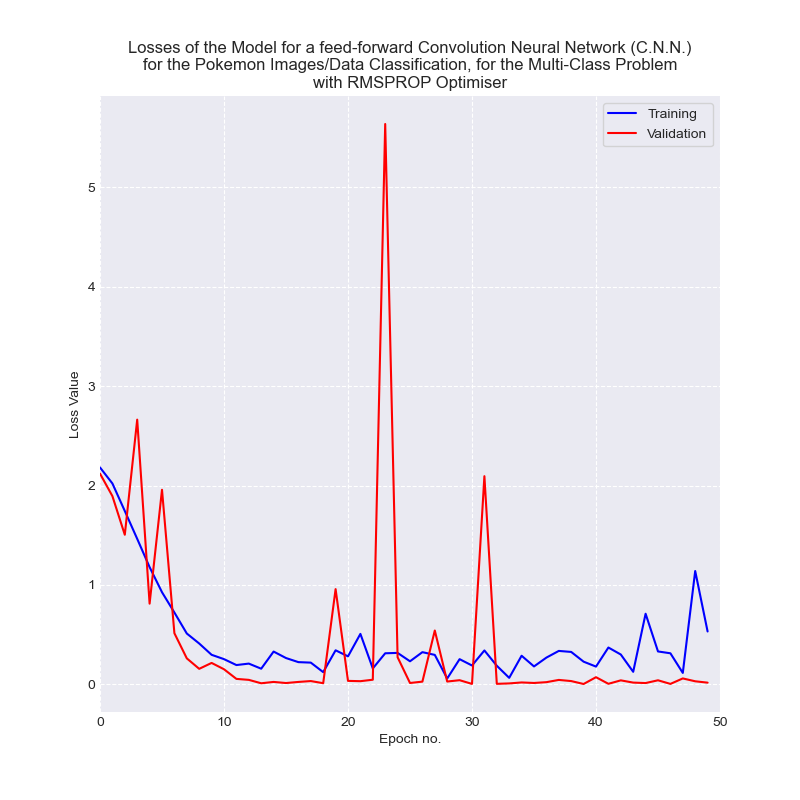 Losses of the Model for a feed-forward Convolution Neural Network (C.N.N.)
for the Pokemon Images/Data Classification, for the Multi-Class Problem
with RMSPROP Optimiser
Training
Validation
5
4
3
2
1
0
Loss Value
0 10 20 30 40 50
Epoch no.